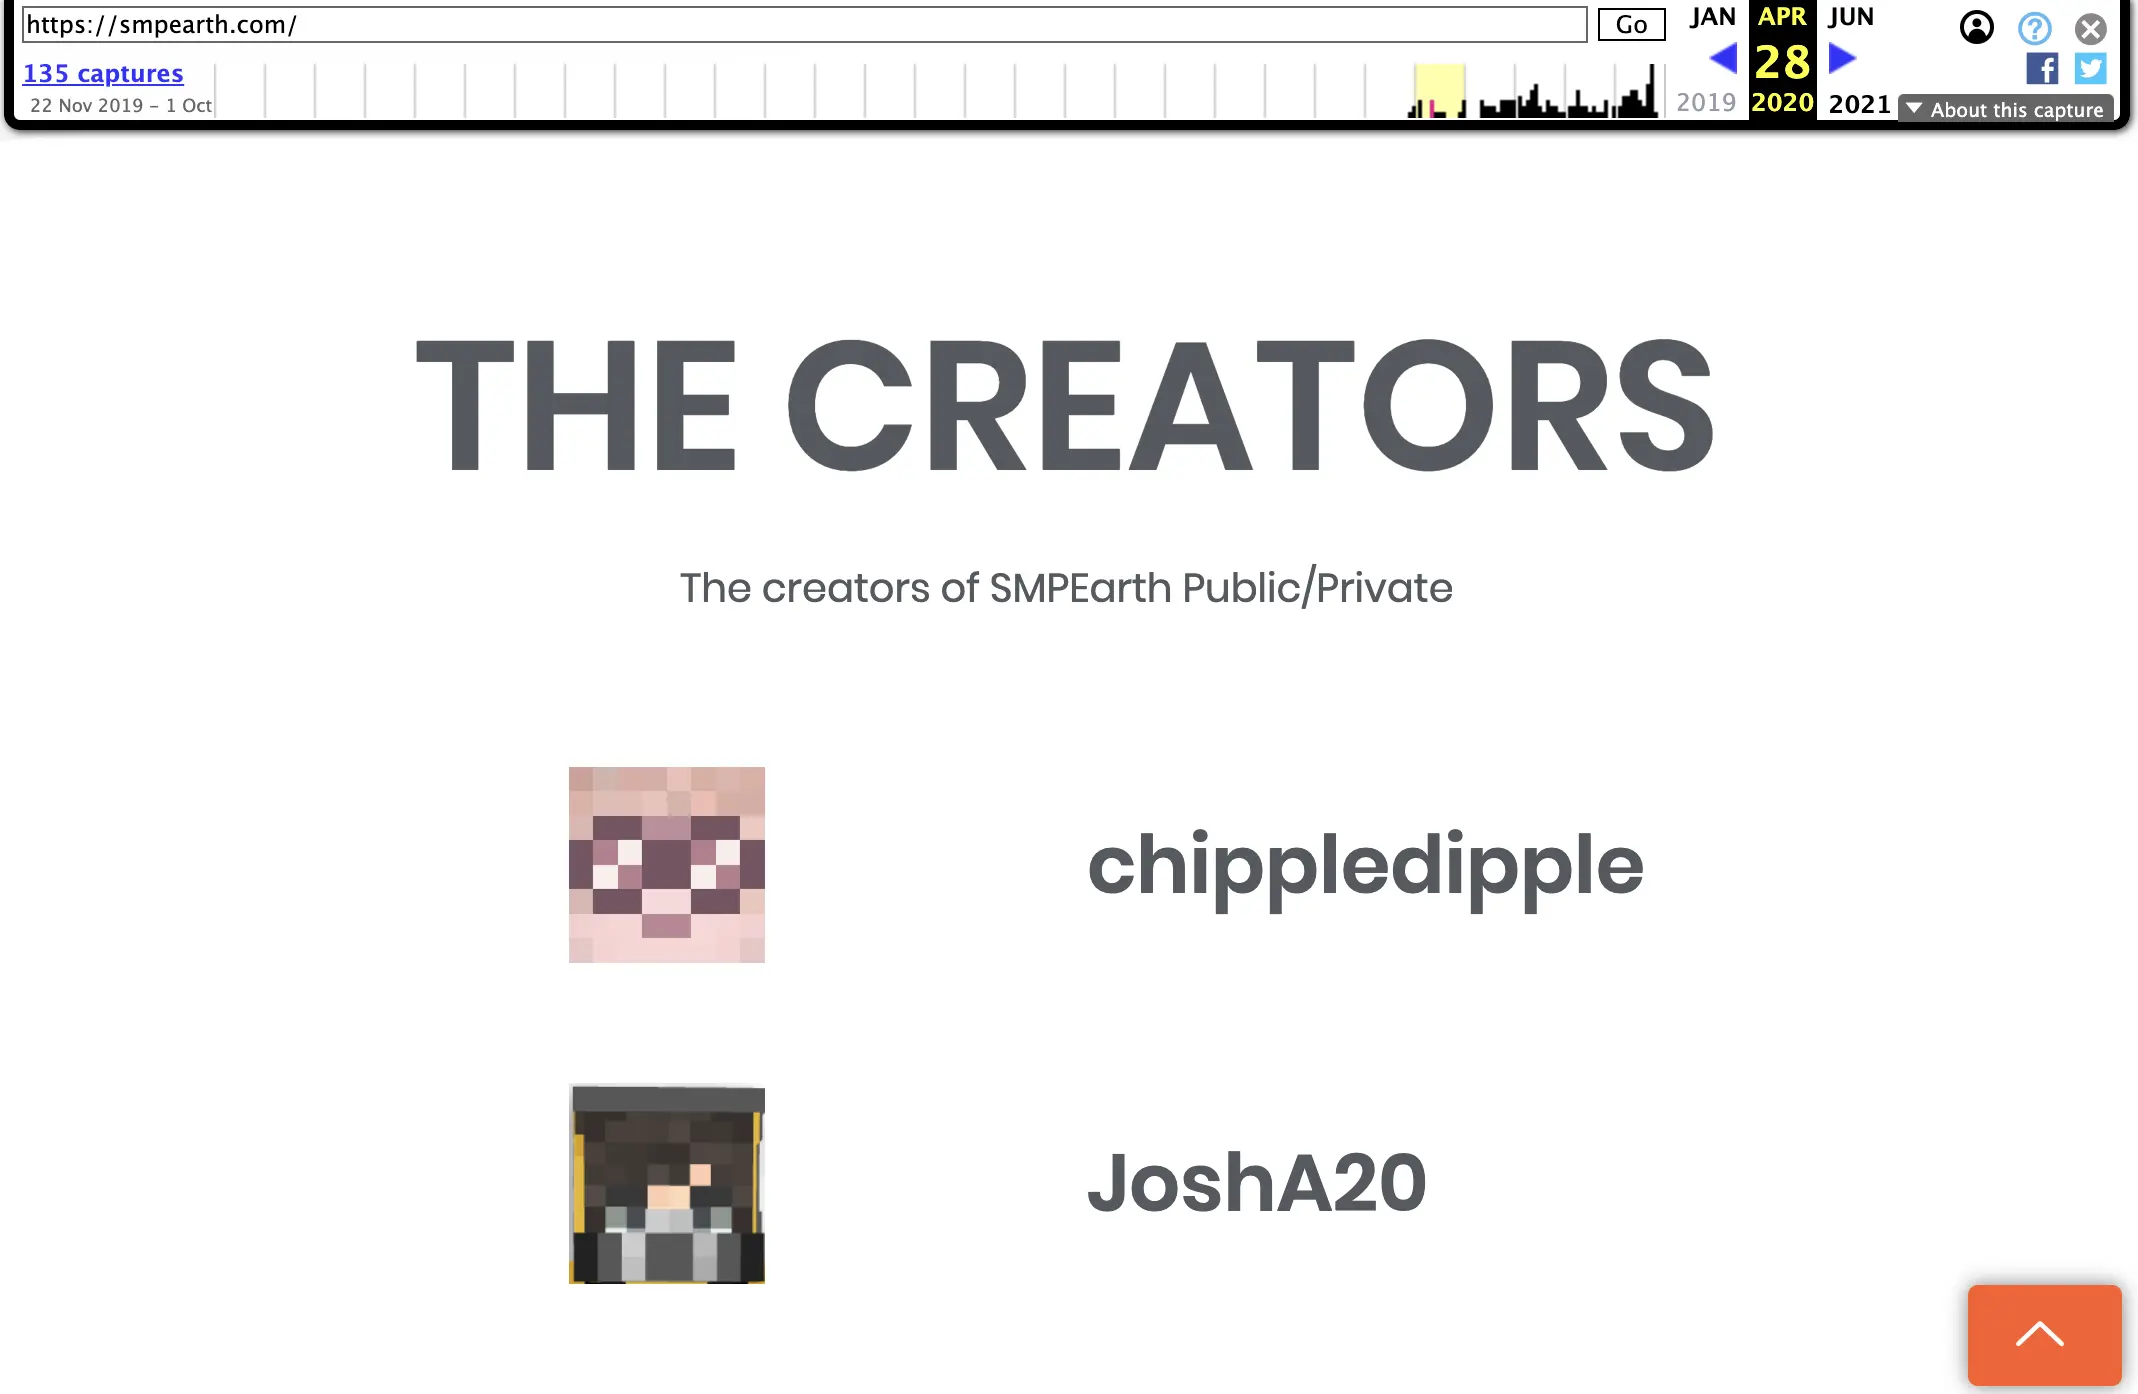 https://smpearth.com/ Go JAN APR JUN
135 captures 28
22 Nov 2019 – 1 Oct 2019 2020 2021 About this capture
THE CREATORS
The creators of SMPEarth Public/Private
chippledipple
JoshA20